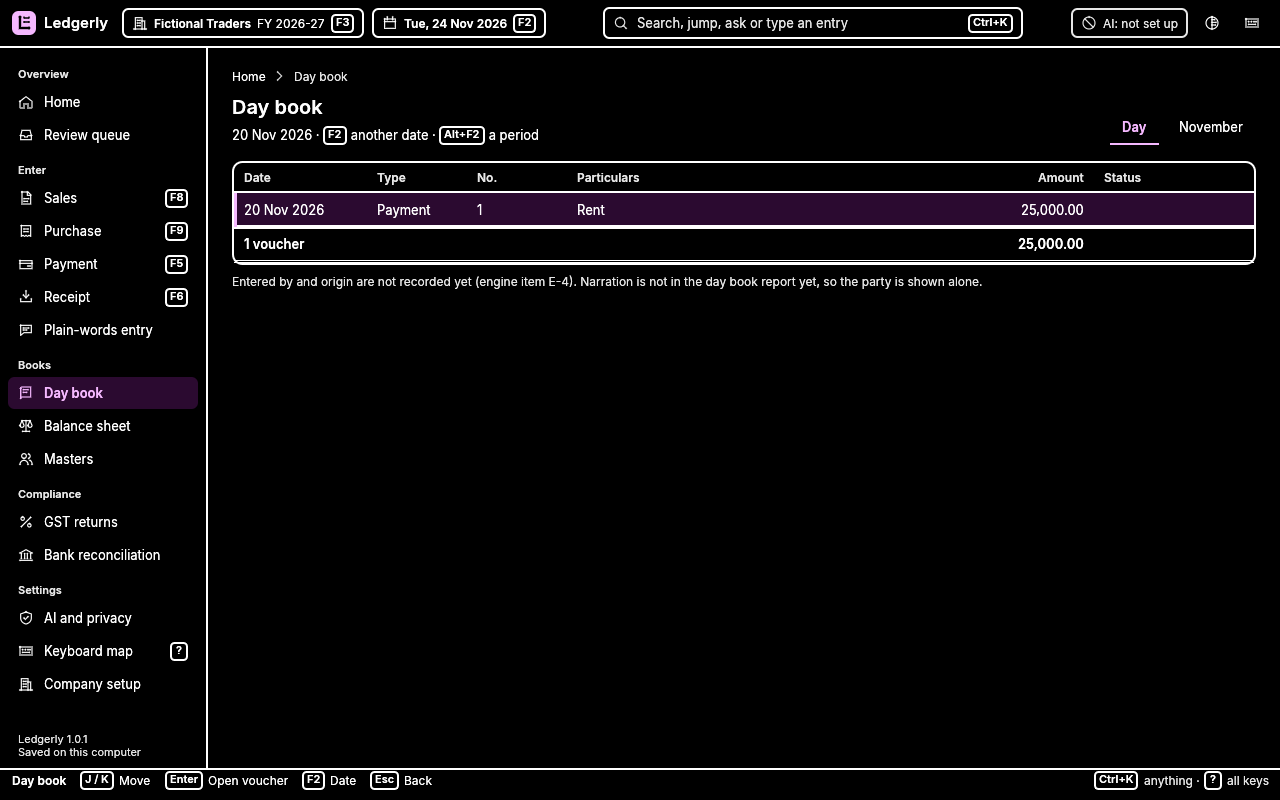 Ledgerly
Fictional Traders FY 2026-27 F3
Tue, 24 Nov 2026 F2
Search, jump, ask or type an entry Ctrl+K
AI: not set up
Overview
Home
Review queue
Enter
Sales F8
Purchase F9
Payment F5
Receipt F6
Plain-words entry
Books
Day book
Balance sheet
Masters
Compliance
GST returns
Bank reconciliation
Settings
AI and privacy
Keyboard map ?
Company setup
Ledgerly 1.0.1
Saved on this computer
Home Day book
Day book
20 Nov 2026 · F2 another date · Alt+F2 a period
Day November
Date Type No. Particulars Amount Status
20 Nov 2026 Payment 1 Rent 25,000.00
1 voucher 25,000.00
Entered by and origin are not recorded yet (engine item E-4). Narration is not in the day book report yet, so the party is shown alone.
Day book J / K Move Enter Open voucher F2 Date Esc Back
Ctrl+K anything · ? all keys